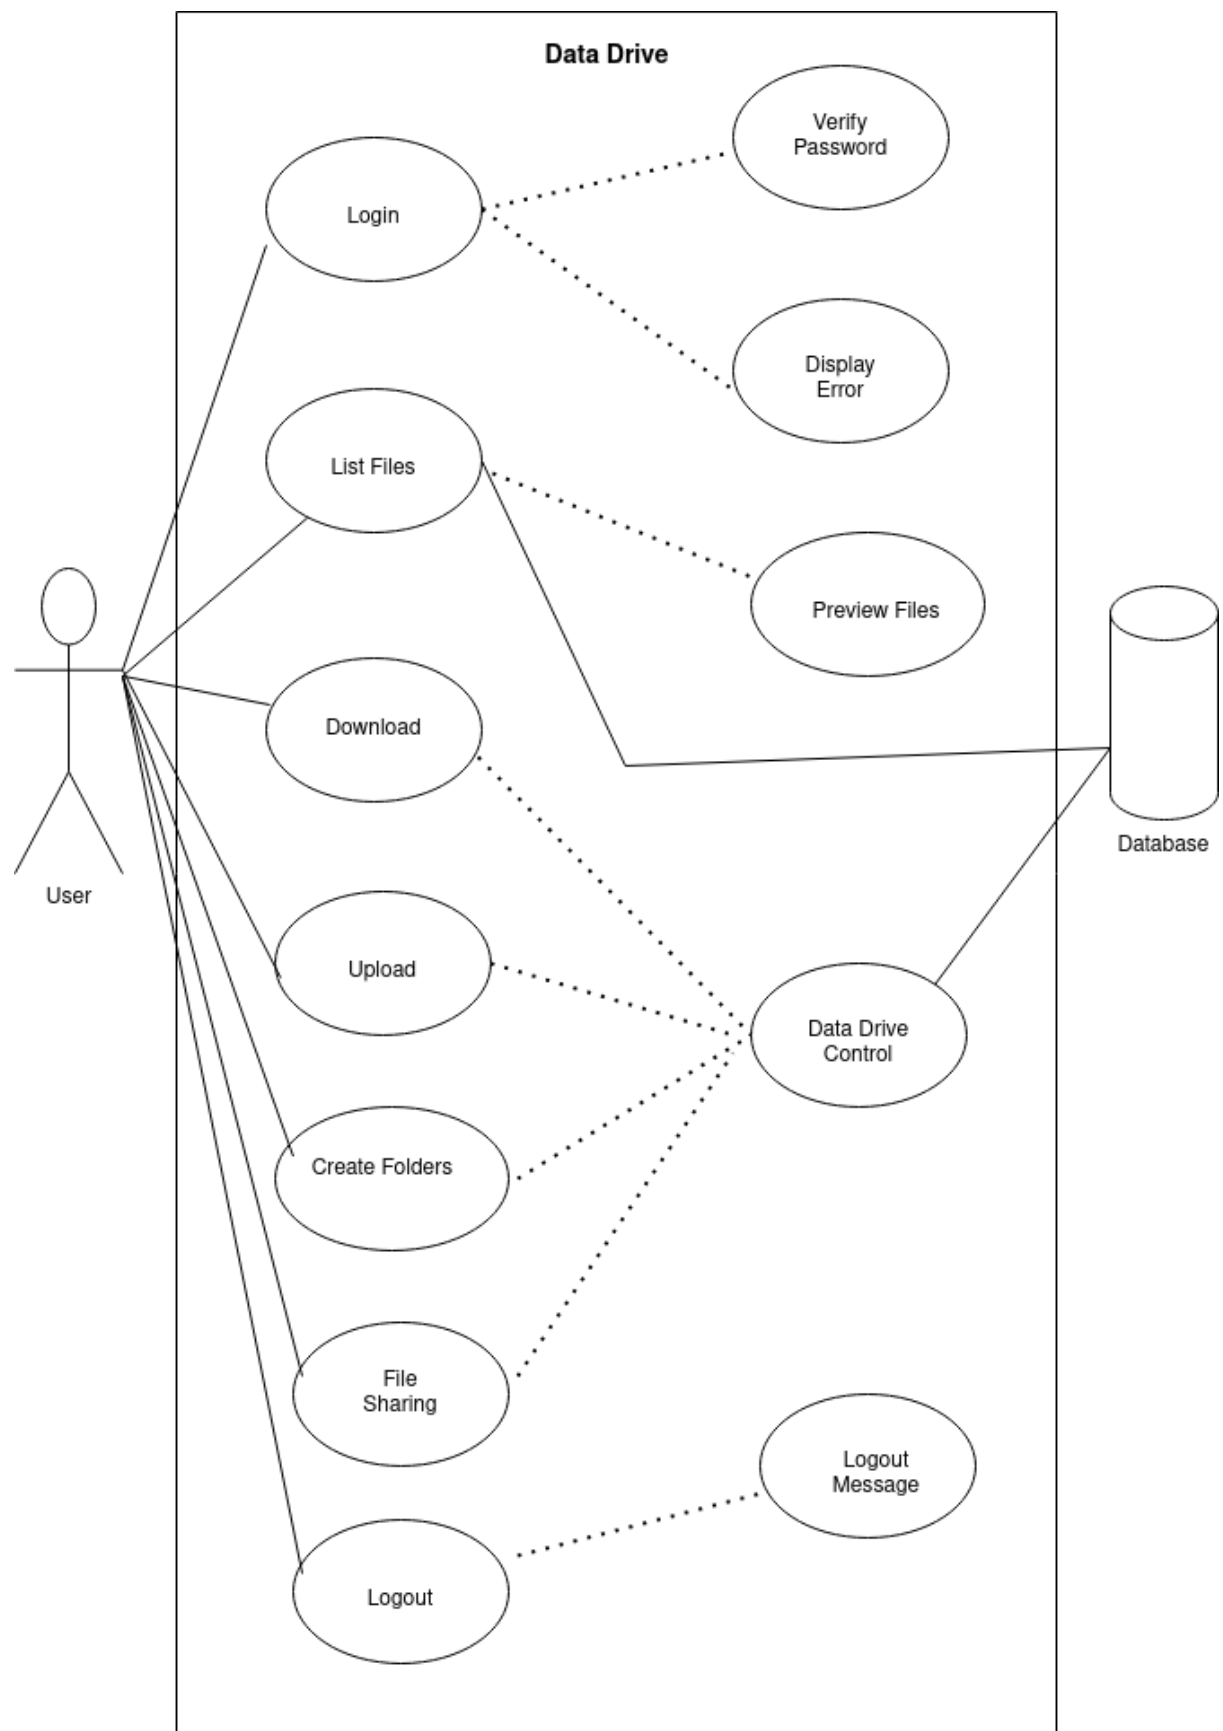 Data Drive
Verify
Password
Login
Display
Error
List Files
Preview Files
Download
Database
User
Upload
Data Drive
Control
Create Folders
File
Sharing
Logout
Message
Logout